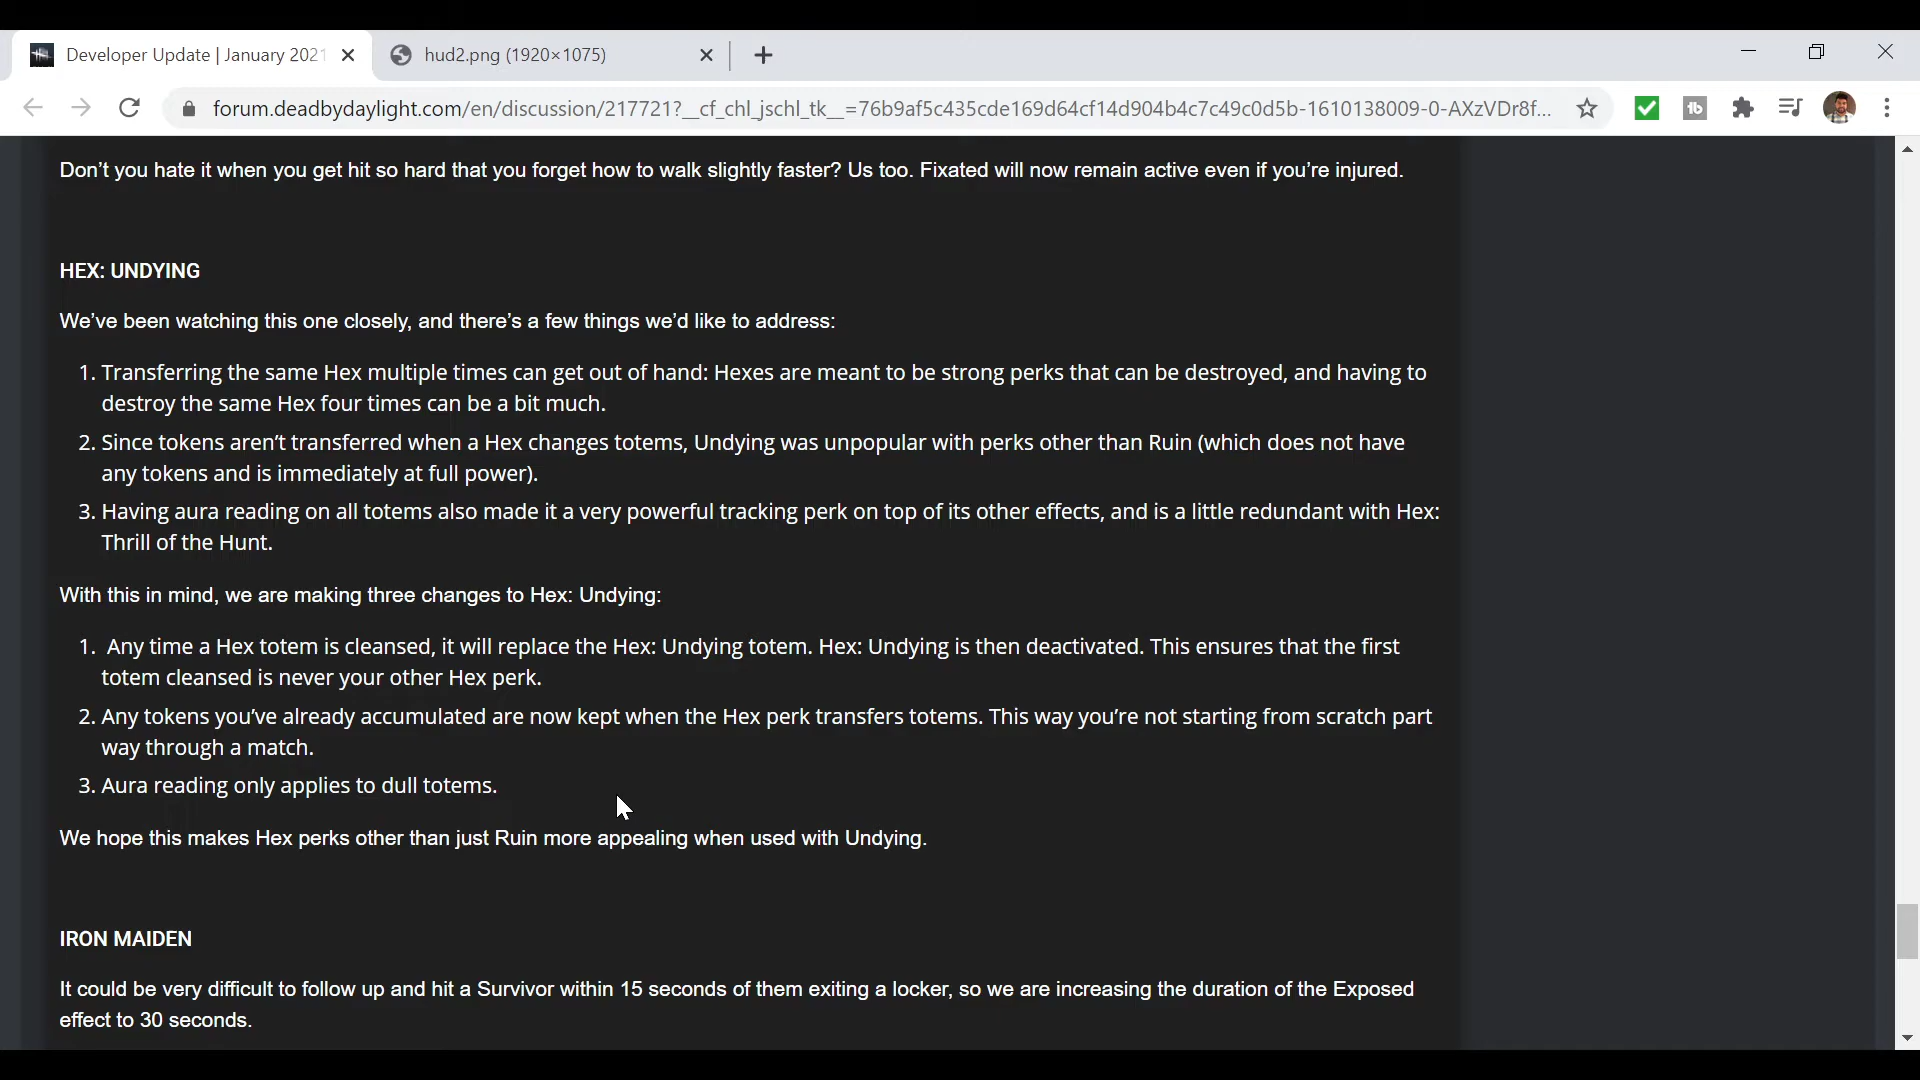 Developer Update | January 2021
hud2.png (1920×1075)
forum.deadbydaylight.com/en/discussion/217721?__cf_chl_jschl_tk__=76b9af5c435cde169d64cf14d904b4c7c49c0d5b-1610138009-0-AXzVDr8f...
Don’t you hate it when you get hit so hard that you forget how to walk slightly faster? Us too. Fixated will now remain active even if you’re injured.
HEX: UNDYING
We’ve been watching this one closely, and there’s a few things we’d like to address:
1. Transferring the same Hex multiple times can get out of hand: Hexes are meant to be strong perks that can be destroyed, and having to
destroy the same Hex four times can be a bit much.
2. Since tokens aren’t transferred when a Hex changes totems, Undying was unpopular with perks other than Ruin (which does not have
any tokens and is immediately at full power).
3. Having aura reading on all totems also made it a very powerful tracking perk on top of its other effects, and is a little redundant with Hex:
Thrill of the Hunt.
With this in mind, we are making three changes to Hex: Undying:
1. Any time a Hex totem is cleansed, it will replace the Hex: Undying totem. Hex: Undying is then deactivated. This ensures that the first
totem cleansed is never your other Hex perk.
2. Any tokens you’ve already accumulated are now kept when the Hex perk transfers totems. This way you’re not starting from scratch part
way through a match.
3. Aura reading only applies to dull totems.
We hope this makes Hex perks other than just Ruin more appealing when used with Undying.
IRON MAIDEN
It could be very difficult to follow up and hit a Survivor within 15 seconds of them exiting a locker, so we are increasing the duration of the Exposed
effect to 30 seconds.